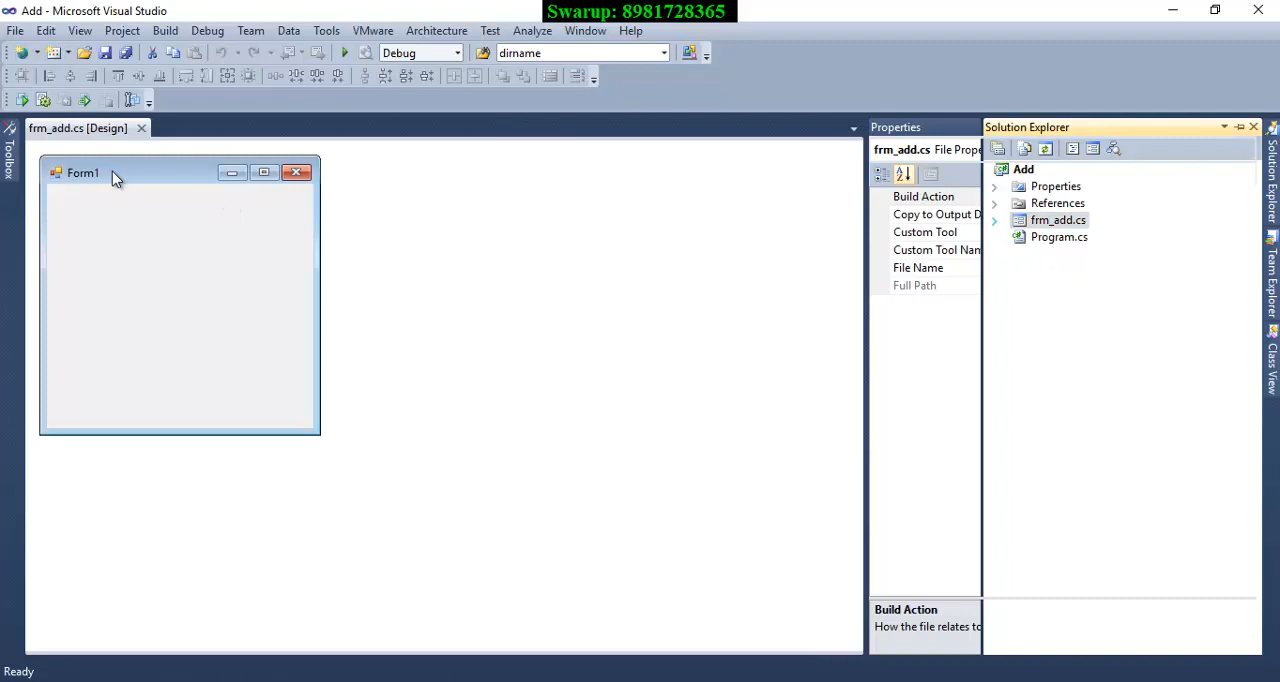 Add - Microsoft Visual Studio
Swarup: 8981728365
File Edit View Project Build Debug Team Data Tools VMware Architecture Test Analyze Window Help
Debug
dirname
frm_add.cs [Design]
Toolbox
Form1
Properties
frm_add.cs File Prope
Build Action
Copy to Output D
Custom Tool
Custom Tool Nam
File Name
Full Path
Build Action
How the file relates to
Solution Explorer
Add
Properties
References
frm_add.cs
Program.cs
Solution Explorer
Team Explorer
Class View
Ready